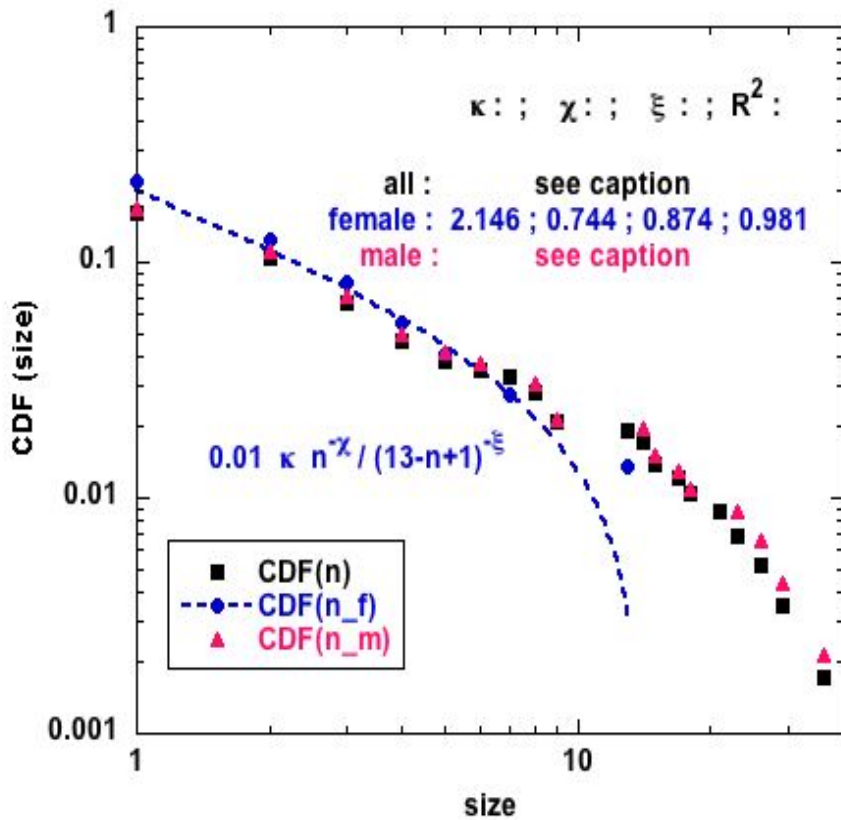 1
κ : ; χ : ; ξ : ; R² :
all : see caption
female : 2.146 ; 0.744 ; 0.874 ; 0.981
male : see caption
0.1
CDF (size)
0.01 κ n^-χ / (13-n+1)^-ξ
0.01
CDF(n)
CDF(n_f)
CDF(n_m)
0.001
1
10
size